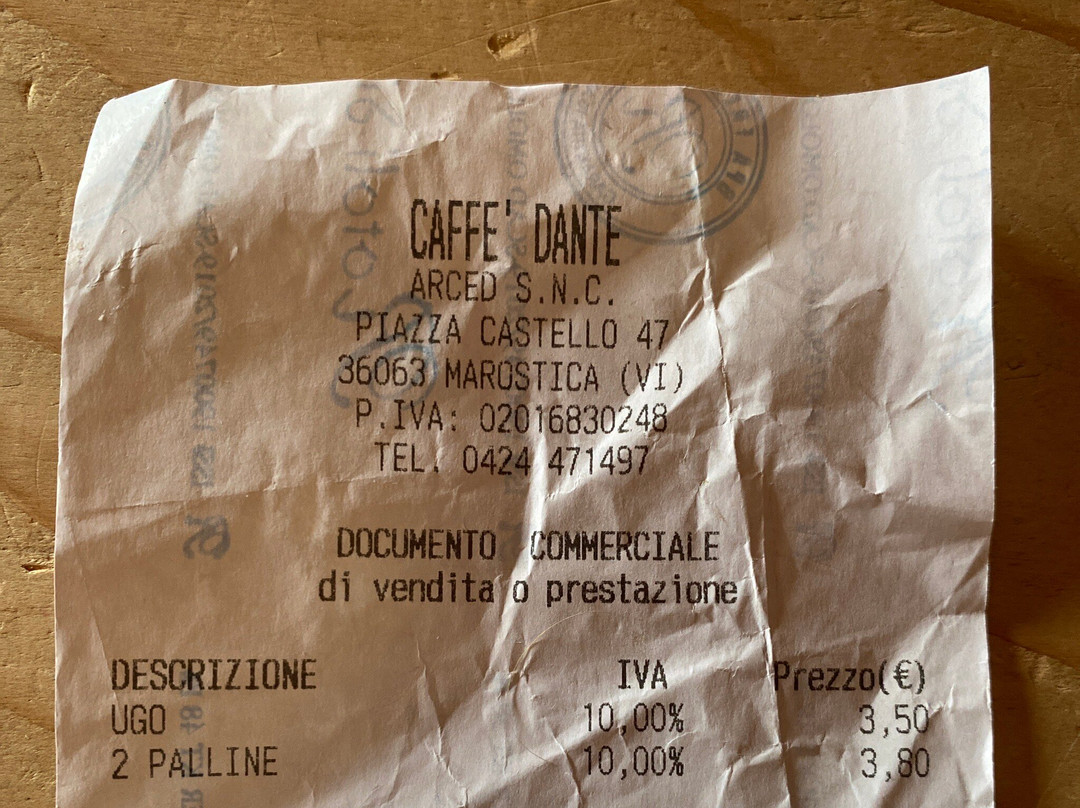 CAFFE' DANTE
ARCED S.N.C.
PIAZZA CASTELLO 47
36063 MAROSTICA (VI)
P.IVA: 02016830248
TEL. 0424 471497
DOCUMENTO COMMERCIALE
di vendita o prestazione
DESCRIZIONE IVA Prezzo(€)
UGO 10,00% 3,50
2 PALLINE 10,00% 3,80